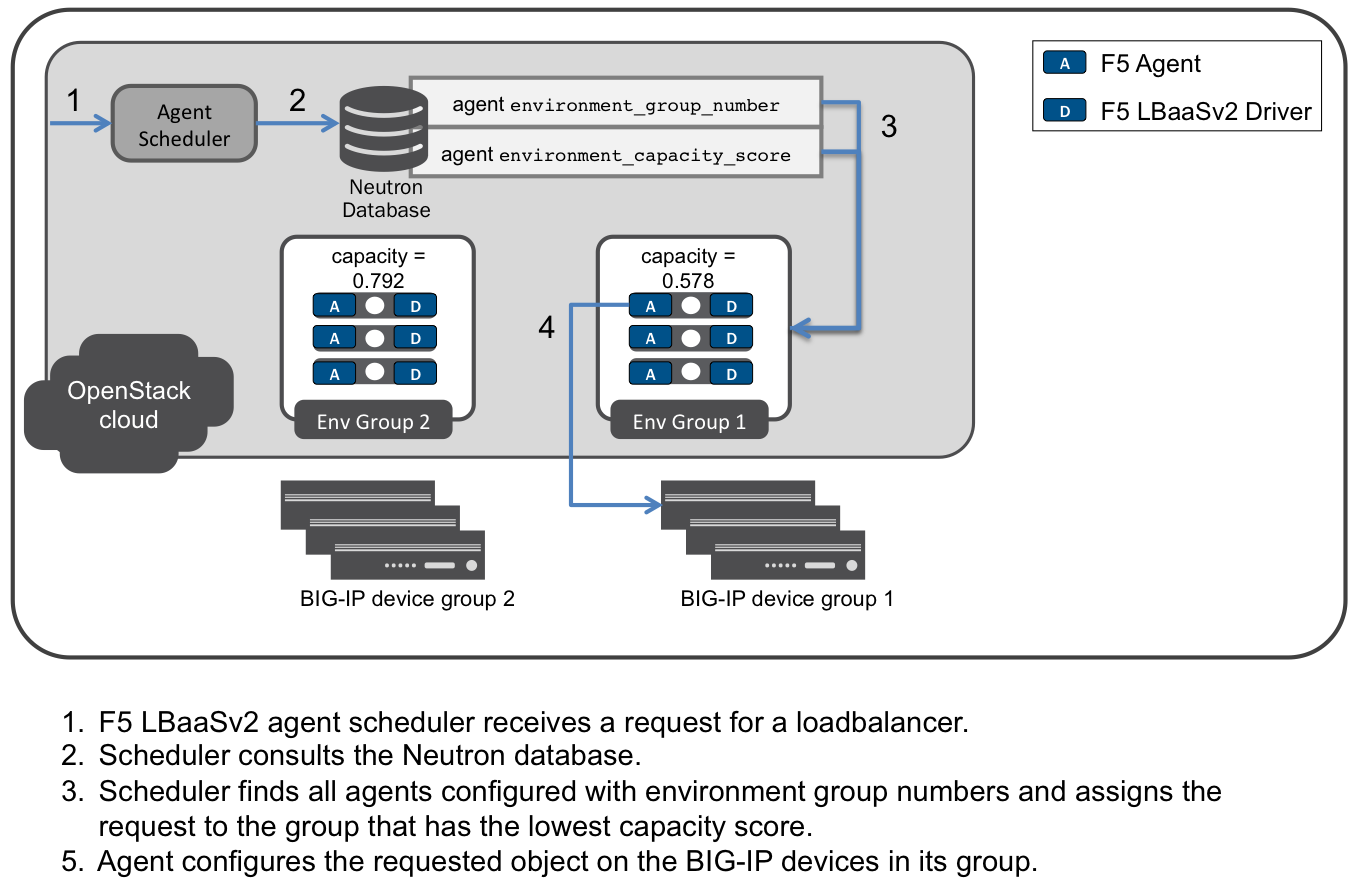 1
Agent
Scheduler
2
agent environment_group_number
agent environment_capacity_score
3
Neutron
Database
A F5 Agent
D F5 LBaaSv2 Driver
capacity =
0.792
A D
A D
A D
Env Group 2
capacity =
0.578
A D
A D
A D
Env Group 1
4
OpenStack
cloud
BIG-IP device group 2
BIG-IP device group 1
1. F5 LBaaSv2 agent scheduler receives a request for a loadbalancer.
2. Scheduler consults the Neutron database.
3. Scheduler finds all agents configured with environment group numbers and assigns the
request to the group that has the lowest capacity score.
5. Agent configures the requested object on the BIG-IP devices in its group.